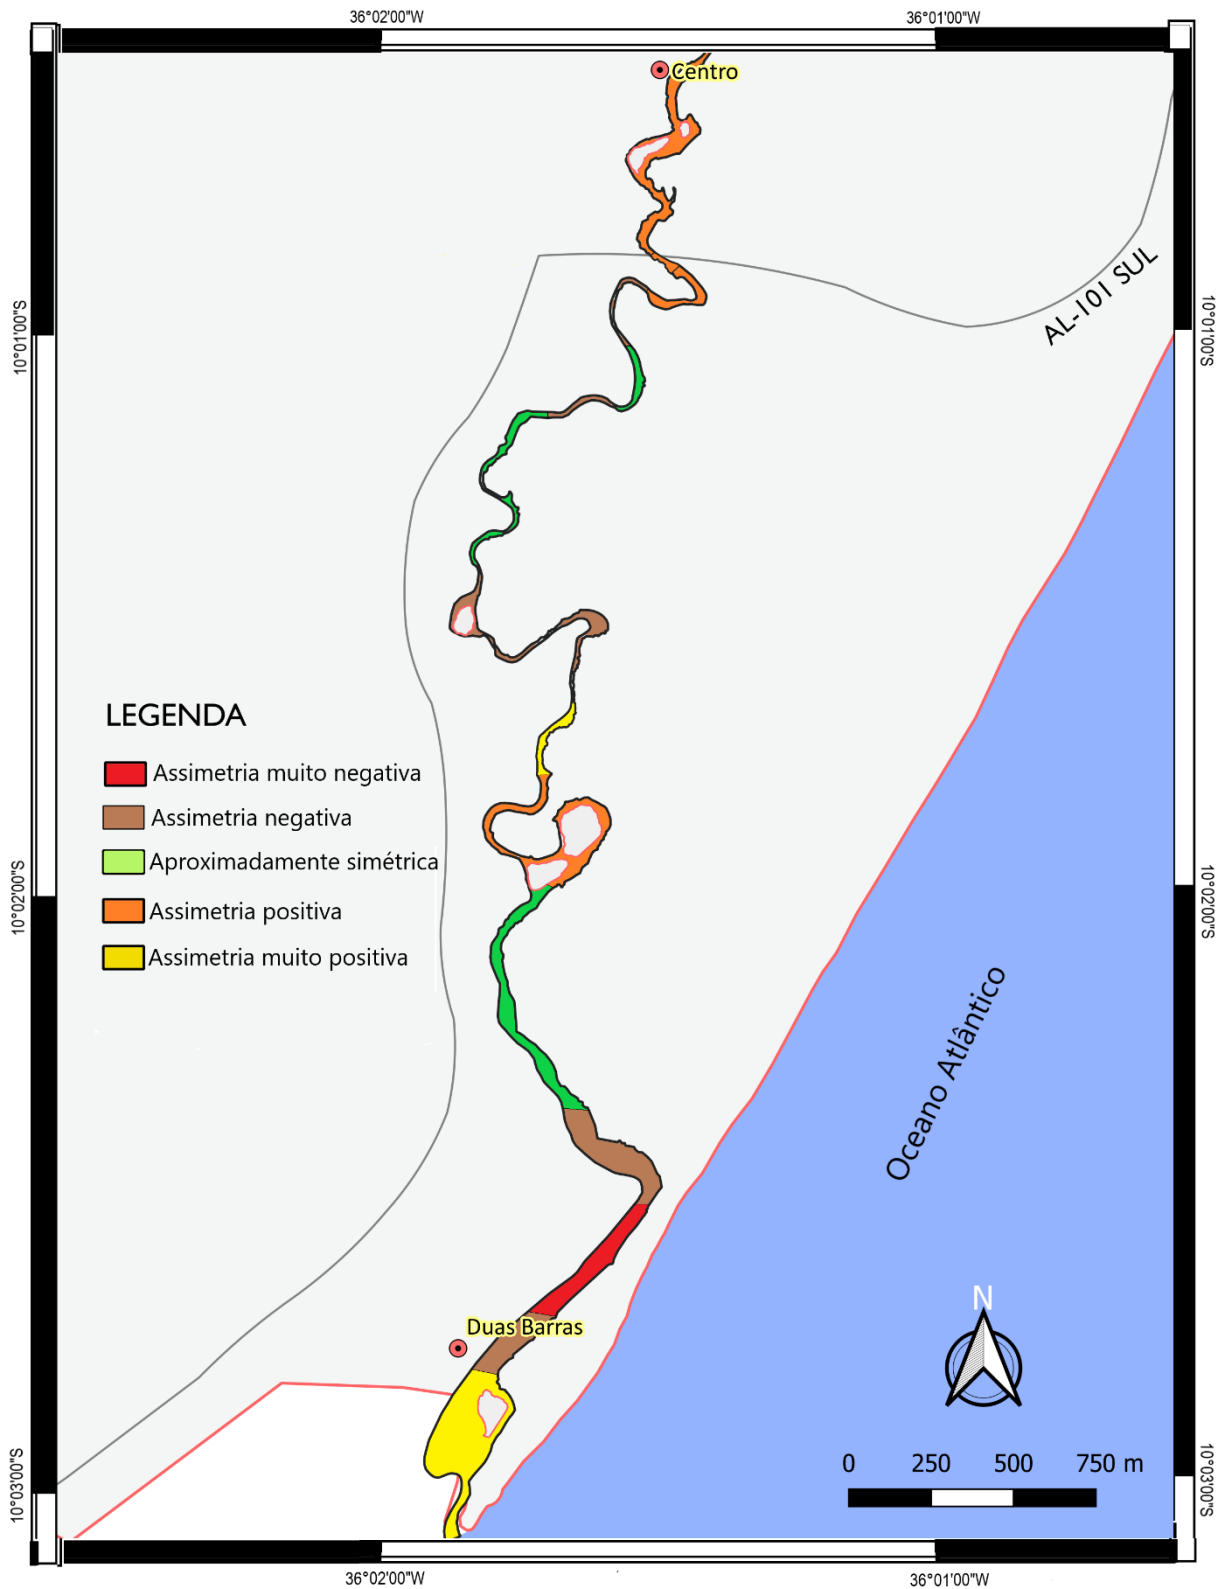 36°02'00"W
36°01'00"W
Centro
AL-101 SUL
10°01'00"S
10°01'00"S
LEGENDA
Assimetria muito negativa
Assimetria negativa
Aproximadamente simétrica
Assimetria positiva
Assimetria muito positiva
10°02'00"S
10°02'00"S
Oceano Atlântico
N
Duas Barras
0 250 500 750 m
10°03'00"S
10°03'00"S
36°02'00"W
36°01'00"W